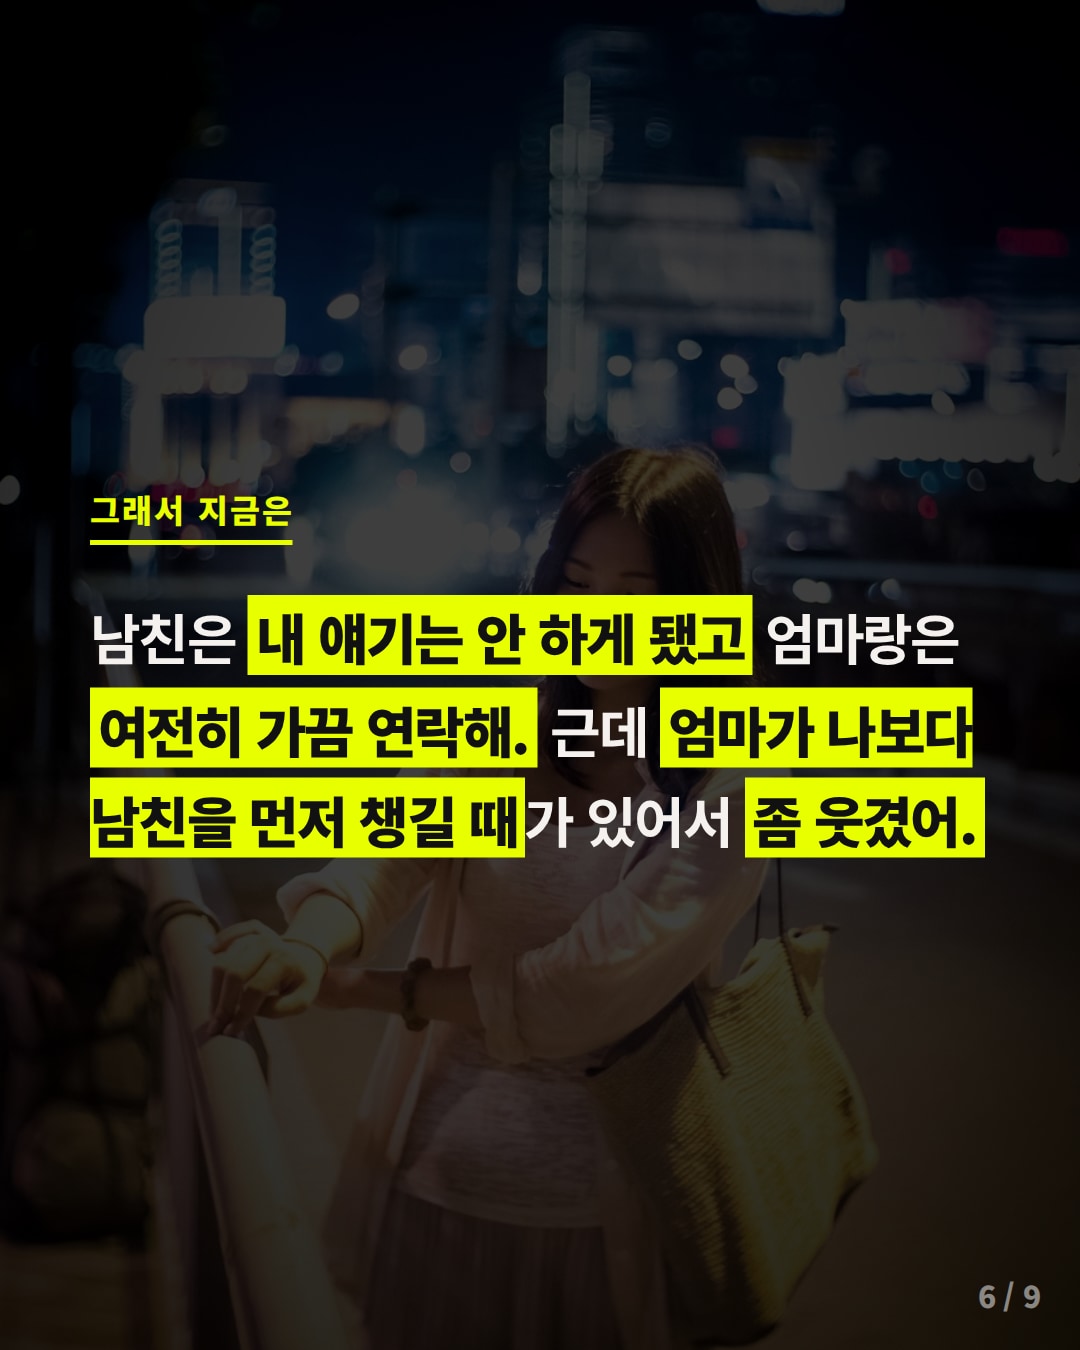 그래서 지금은
남친은 내 얘기는 안 하게 됐고 엄마랑은
여전히 가끔 연락해. 근데 엄마가 나보다
남친을 먼저 챙길 때가 있어서 좀 웃겼어.
6 / 9